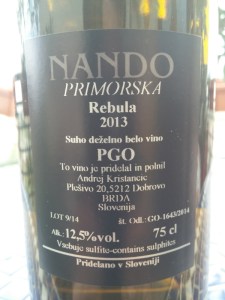 NANDO
PRIMORSKA
Rebula
2013
Suho deželno belo vino
PGO
To vino je pridelal in polnil
Andrej Kristancic
Plešivo 20,5212 Dobrovo
BRDA
Slovenija
LOT 9/14 št. Odl.:GO-1643/2014
Alk.:12,5%vol. 75 cl
Vsebuje sulfite-contains sulphites
Pridelano v Sloveniji